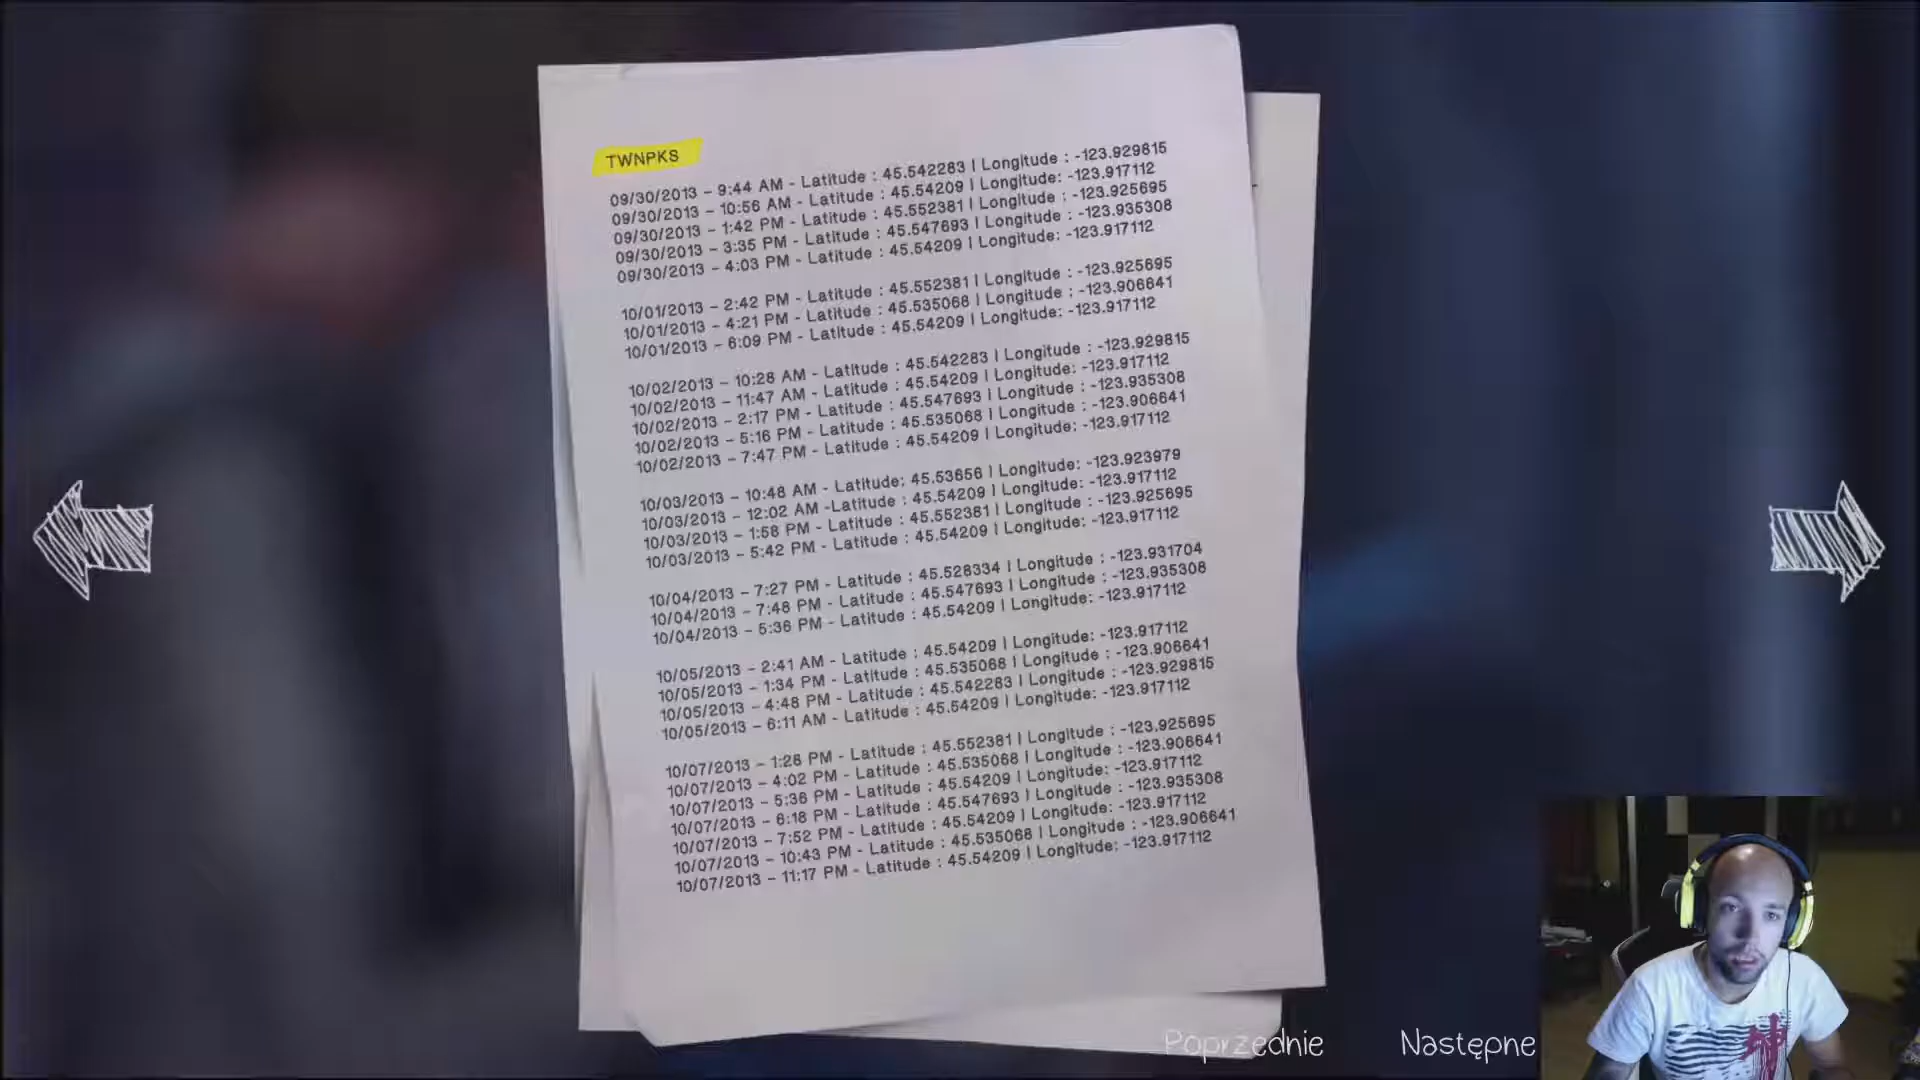 TWNPKS
09/30/2013 - 9:44 AM - Latitude : 45.542283 | Longitude : -123.929815
09/30/2013 - 10:56 AM - Latitude : 45.54209 | Longitude: -123.917112
09/30/2013 - 1:42 PM - Latitude : 45.552381 | Longitude : -123.925695
09/30/2013 - 3:35 PM - Latitude : 45.547693 | Longitude : -123.935308
09/30/2013 - 4:03 PM - Latitude : 45.54209 | Longitude: -123.917112
10/01/2013 - 2:42 PM - Latitude : 45.552381 | Longitude : -123.925695
10/01/2013 - 4:21 PM - Latitude : 45.535068 | Longitude : -123.906641
10/01/2013 - 6:09 PM - Latitude : 45.54209 | Longitude: -123.917112
10/02/2013 - 10:28 AM - Latitude : 45.542283 | Longitude : -123.929815
10/02/2013 - 11:47 AM - Latitude : 45.54209 | Longitude: -123.917112
10/02/2013 - 2:17 PM - Latitude : 45.547693 | Longitude : -123.935308
10/02/2013 - 5:16 PM - Latitude : 45.535068 | Longitude : -123.906641
10/02/2013 - 7:47 PM - Latitude : 45.54209 | Longitude: -123.917112
10/03/2013 - 10:48 AM - Latitude: 45.53656 | Longitude: -123.923979
10/03/2013 - 12:02 AM -Latitude : 45.54209 | Longitude: -123.917112
10/03/2013 - 1:58 PM - Latitude : 45.552381 | Longitude : -123.925695
10/03/2013 - 5:42 PM - Latitude : 45.54209 | Longitude: -123.917112
10/04/2013 - 7:27 PM - Latitude : 45.526334 | Longitude : -123.931704
10/04/2013 - 7:48 PM - Latitude : 45.547693 | Longitude : -123.935308
10/04/2013 - 5:36 PM - Latitude : 45.54209 | Longitude: -123.917112
10/05/2013 - 2:41 AM - Latitude : 45.54209 | Longitude: -123.917112
10/05/2013 - 1:34 PM - Latitude : 45.535068 | Longitude : -123.906641
10/05/2013 - 4:48 PM - Latitude : 45.542283 | Longitude : -123.929815
10/05/2013 - 6:11 AM - Latitude : 45.54209 | Longitude: -123.917112
10/07/2013 - 1:26 PM - Latitude : 45.552381 | Longitude : -123.925695
10/07/2013 - 4:02 PM - Latitude : 45.535068 | Longitude : -123.906641
10/07/2013 - 5:36 PM - Latitude : 45.54209 | Longitude: -123.917112
10/07/2013 - 6:18 PM - Latitude : 45.547693 | Longitude : -123.935308
10/07/2013 - 7:52 PM - Latitude : 45.54209 | Longitude: -123.917112
10/07/2013 - 10:43 PM - Latitude : 45.535068 | Longitude : -123.906641
10/07/2013 - 11:17 PM - Latitude : 45.54209 | Longitude: -123.917112
Poprzednie Następne